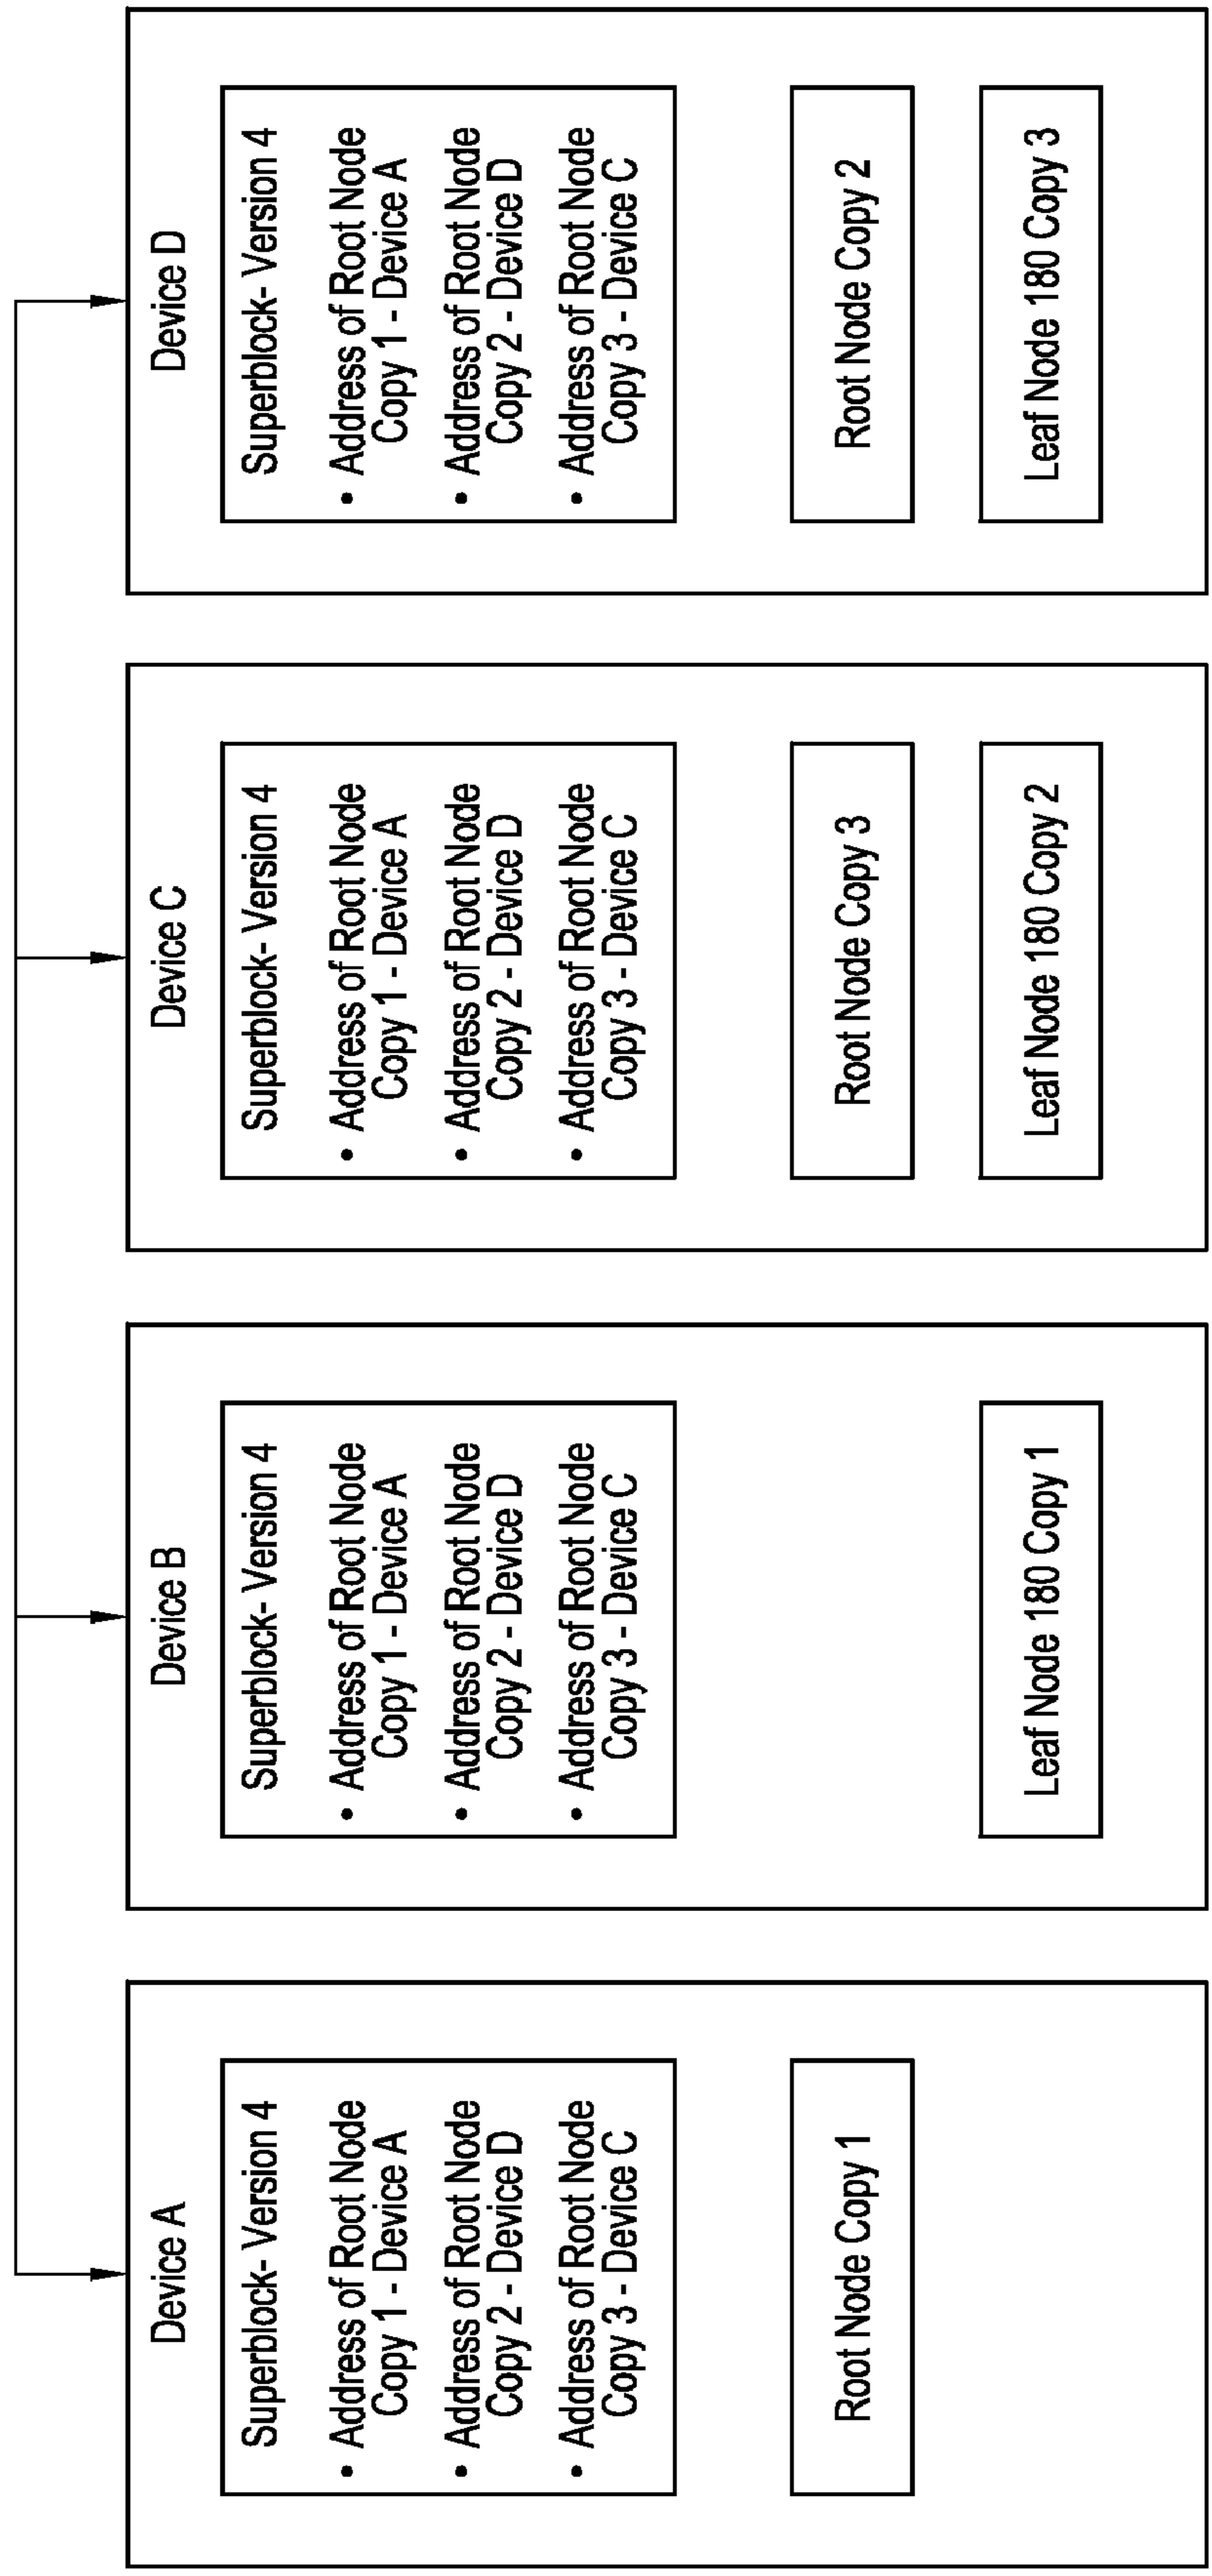 Device A
Superblock- Version 4
• Address of Root Node
Copy 1 - Device A
• Address of Root Node
Copy 2 - Device D
• Address of Root Node
Copy 3 - Device C
Root Node Copy 1
Device B
Superblock- Version 4
• Address of Root Node
Copy 1 - Device A
• Address of Root Node
Copy 2 - Device D
• Address of Root Node
Copy 3 - Device C
Leaf Node 180 Copy 1
Device C
Superblock- Version 4
• Address of Root Node
Copy 1 - Device A
• Address of Root Node
Copy 2 - Device D
• Address of Root Node
Copy 3 - Device C
Root Node Copy 3
Leaf Node 180 Copy 2
Device D
Superblock- Version 4
• Address of Root Node
Copy 1 - Device A
• Address of Root Node
Copy 2 - Device D
• Address of Root Node
Copy 3 - Device C
Root Node Copy 2
Leaf Node 180 Copy 3